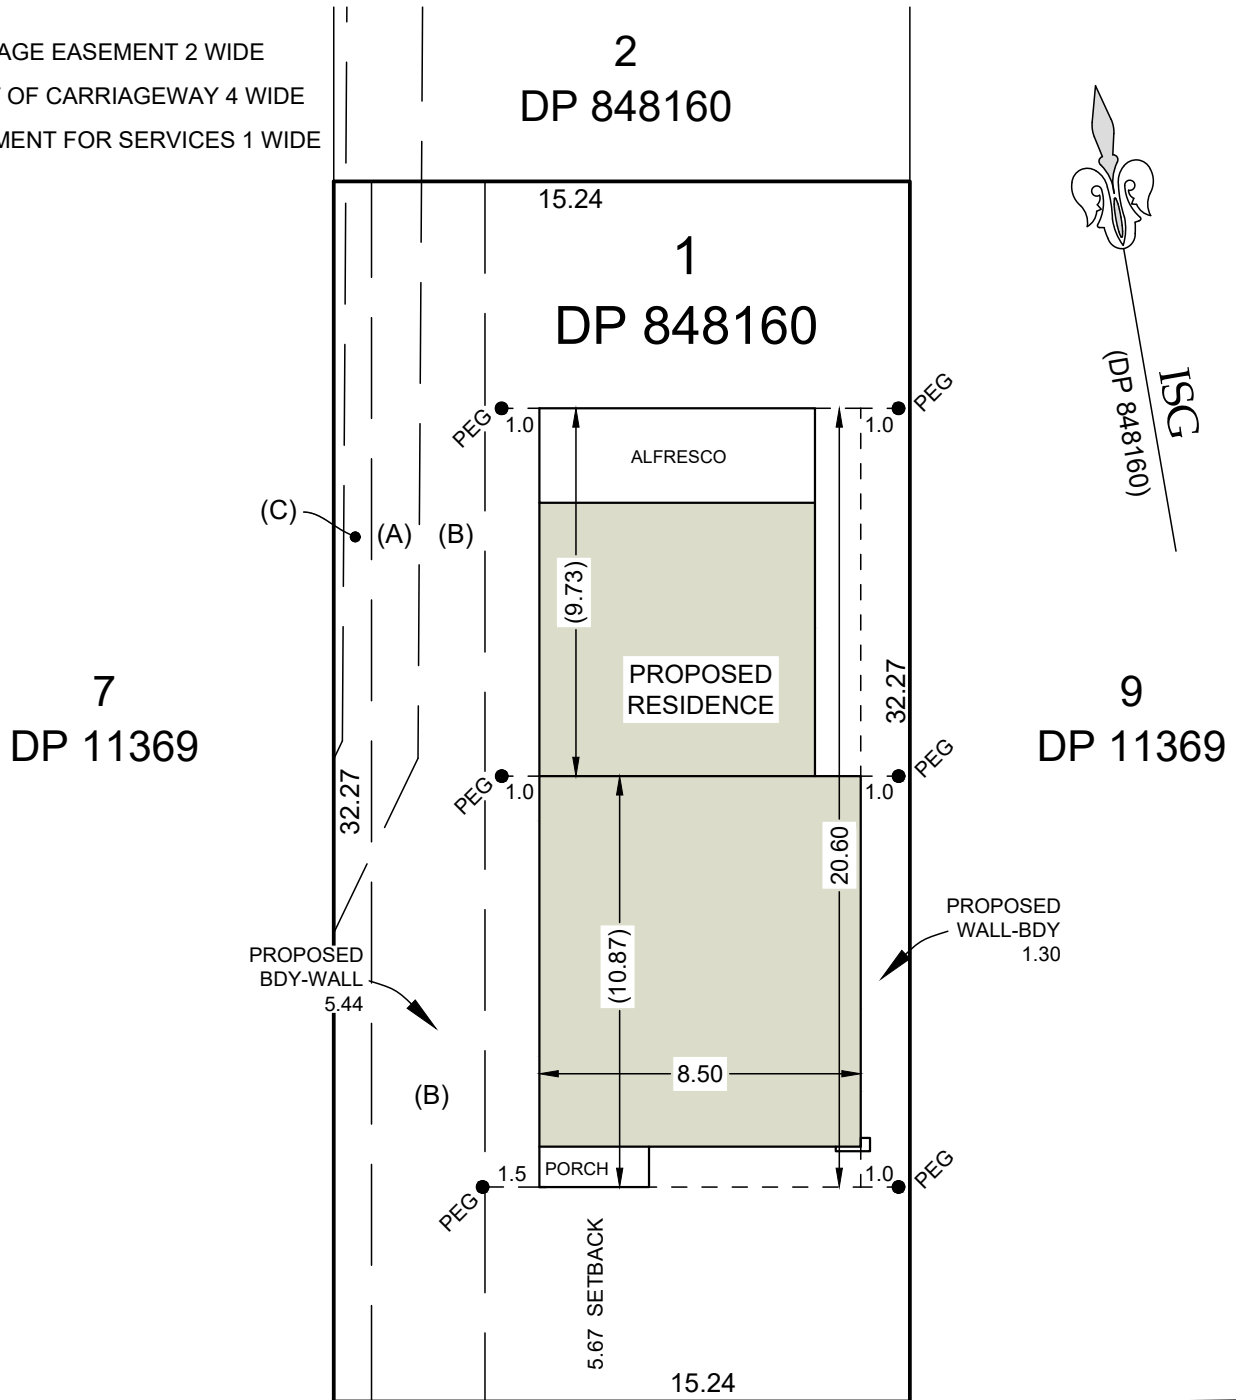 EASEMENT 2 WIDE
OF CARRIAGEWAY 4 WIDE
FOR SERVICES 1 WIDE
2
DP 848160
15.24
1
DP 848160
ISG
(DP 848160)
PEG
1.0
1.0
PEG
ALFRESCO
(C)
(A)
(B)
(9.73)
PROPOSED
RESIDENCE
32.27
7
DP 11369
9
DP 11369
32.27
PEG
1.0
1.0
PEG
20.60
PROPOSED
WALL-BDY
1.30
PROPOSED
BDY-WALL
5.44
(10.87)
8.50
(B)
PEG
1.5
PORCH
1.0
PEG
5.67 SETBACK
15.24